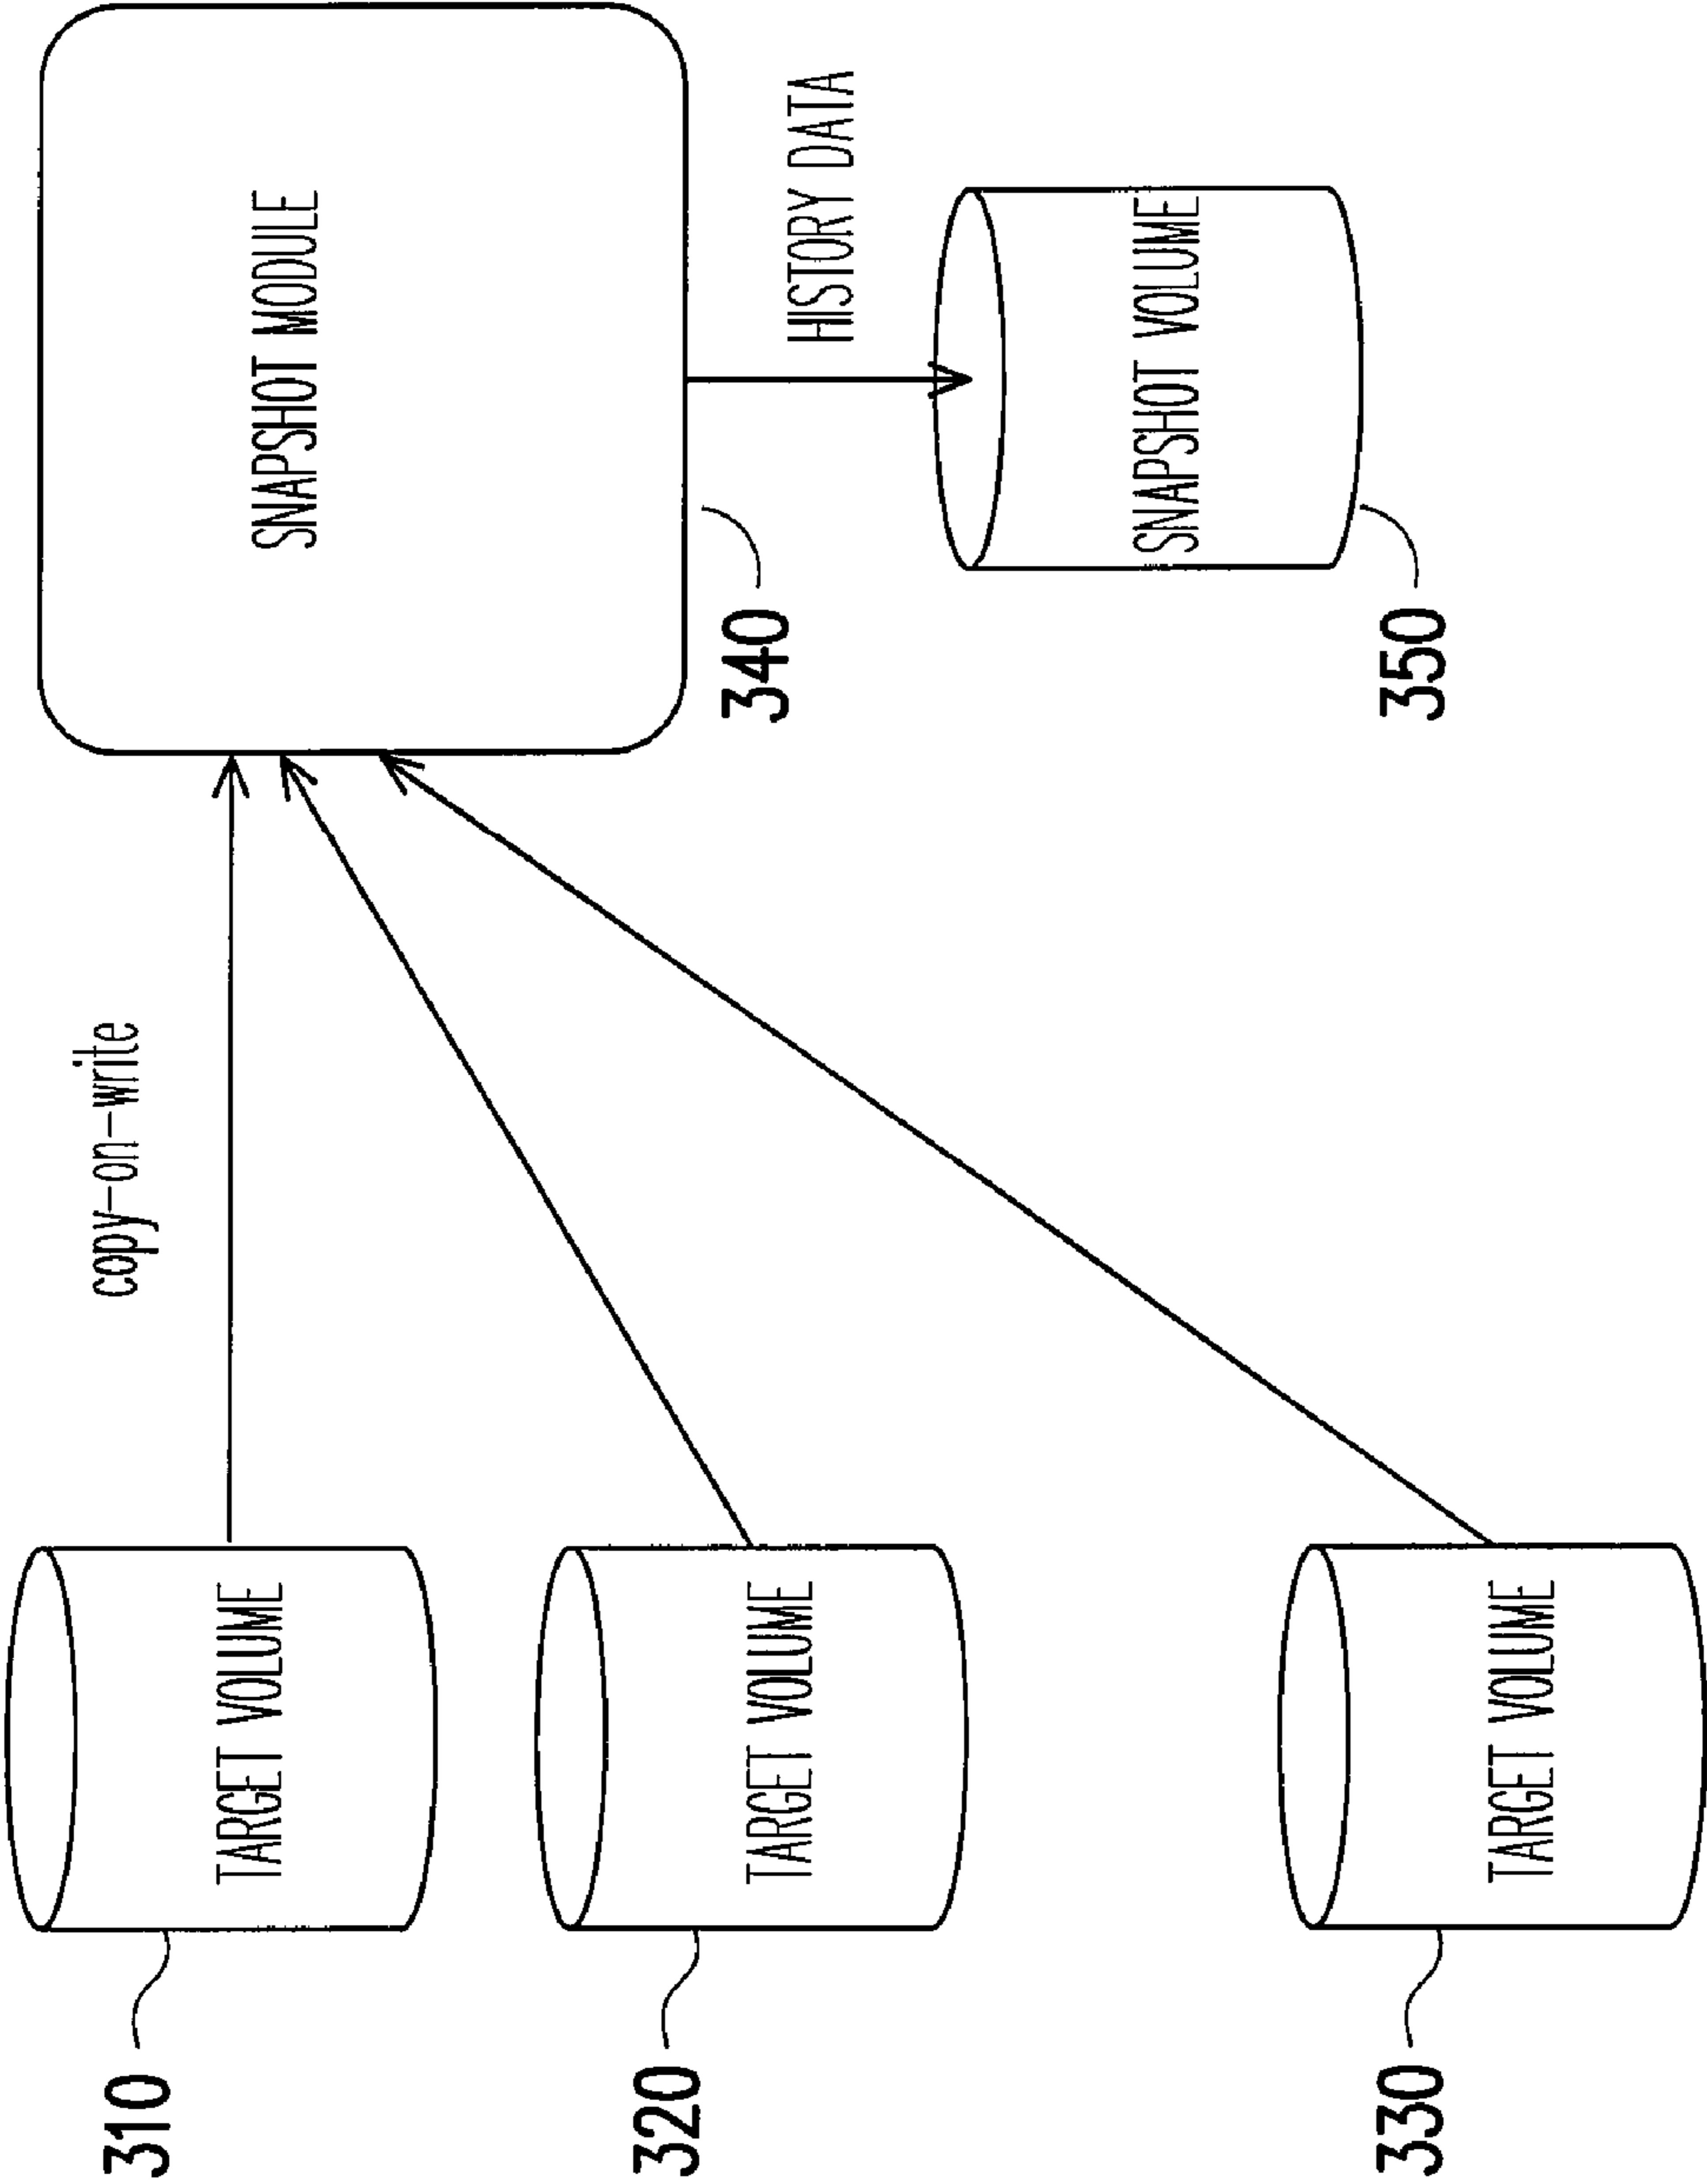 310
TARGET VOLUME
copy-on-write
SNAPSHOT MODULE
320
TARGET VOLUME
340
HISTORY DATA
SNAPSHOT VOLUME
330
TARGET VOLUME
350